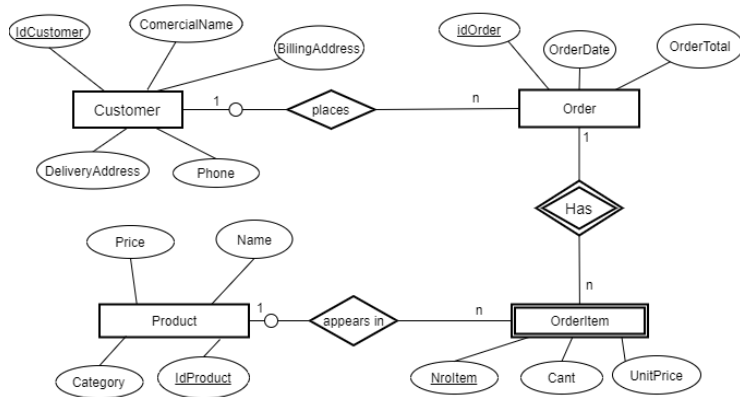 IdCustomer
ComercialName
BillingAddress
idOrder
OrderDate
OrderTotal
Customer
1
places
n
Order
DeliveryAddress
Phone
1
Has
n
Price
Name
Product
1
appears in
n
OrderItem
Category
IdProduct
NroItem
Cant
UnitPrice